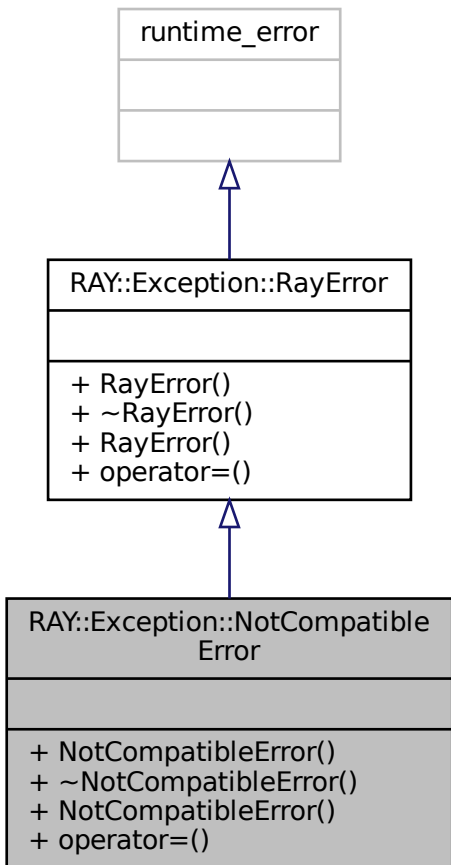 runtime_error
RAY::Exception::RayError
+ RayError()
+ ~RayError()
+ RayError()
+ operator=()
RAY::Exception::NotCompatible
Error
+ NotCompatibleError()
+ ~NotCompatibleError()
+ NotCompatibleError()
+ operator=()